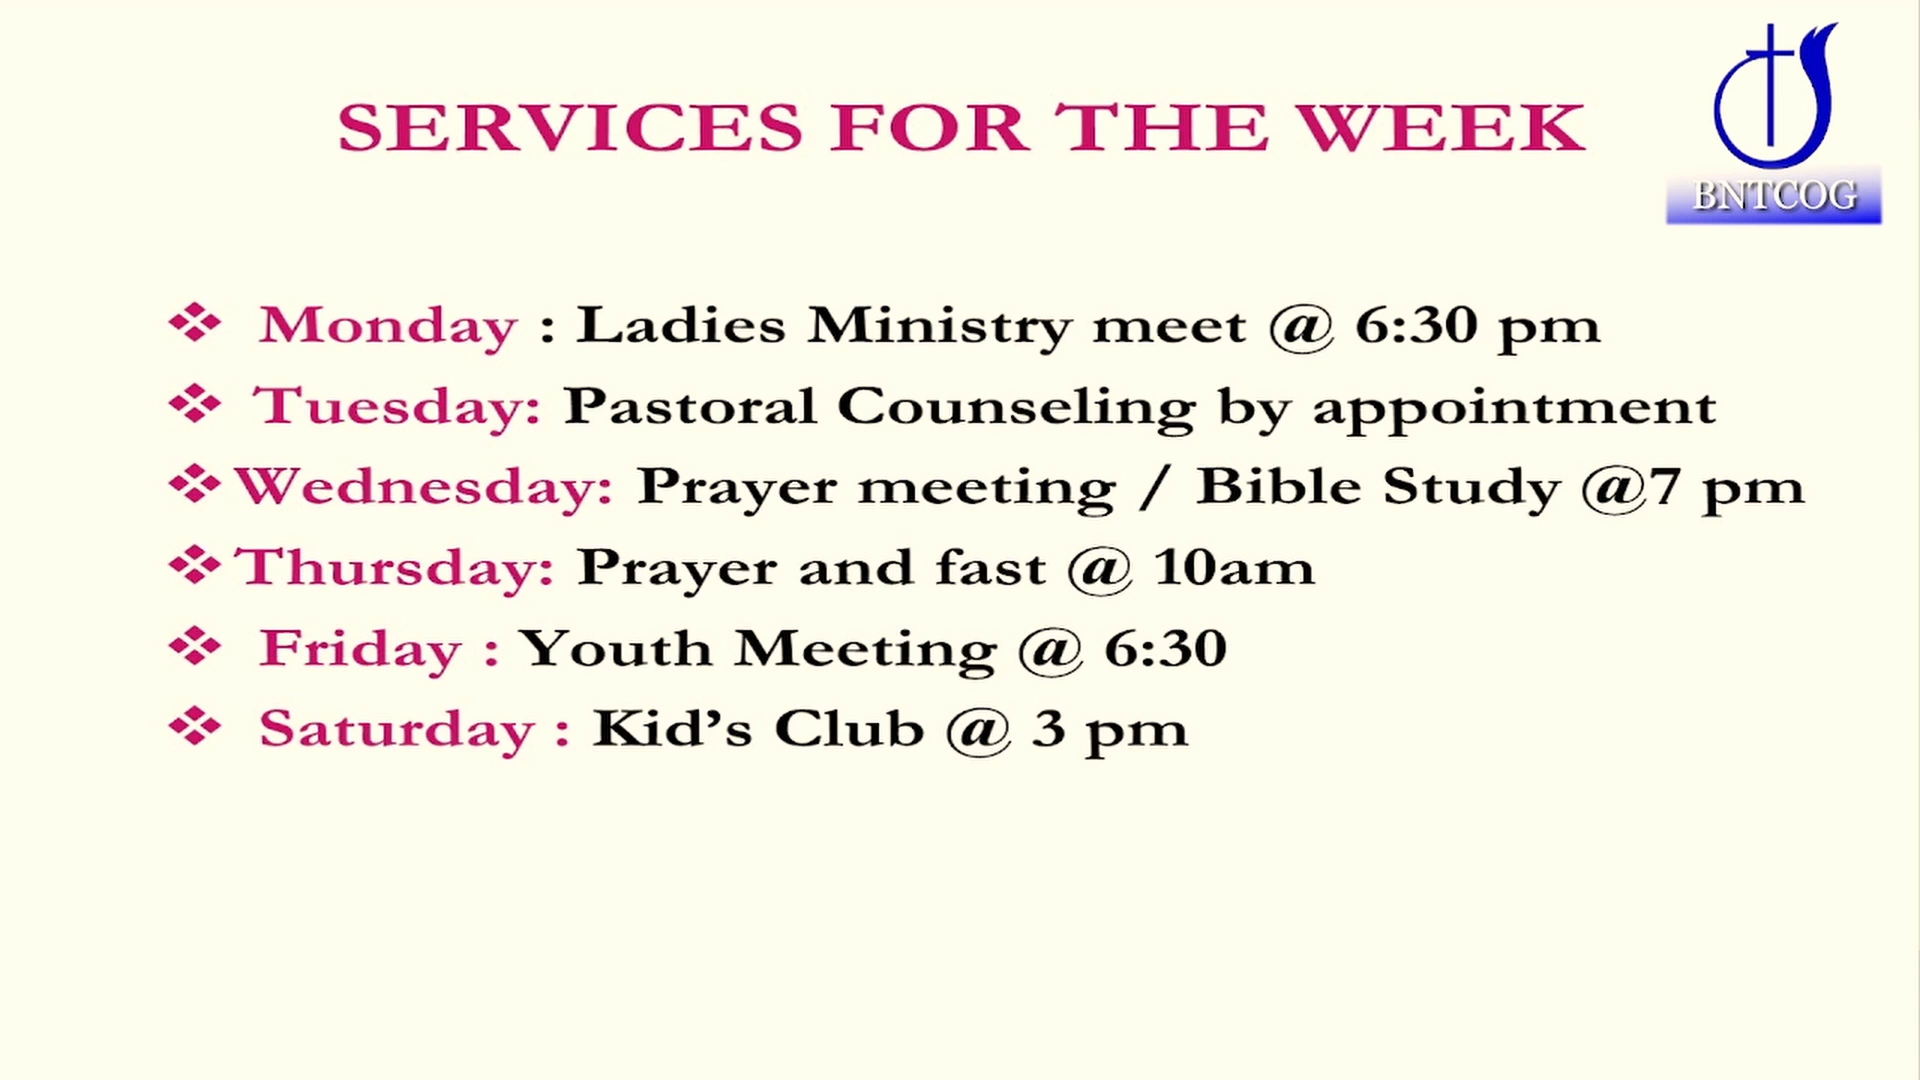 SERVICES FOR THE WEEK
BNTCOG
❖ Monday : Ladies Ministry meet @ 6:30 pm
❖ Tuesday: Pastoral Counseling by appointment
❖ Wednesday: Prayer meeting / Bible Study @7 pm
❖ Thursday: Prayer and fast @ 10am
❖ Friday : Youth Meeting @ 6:30
❖ Saturday : Kid’s Club @ 3 pm